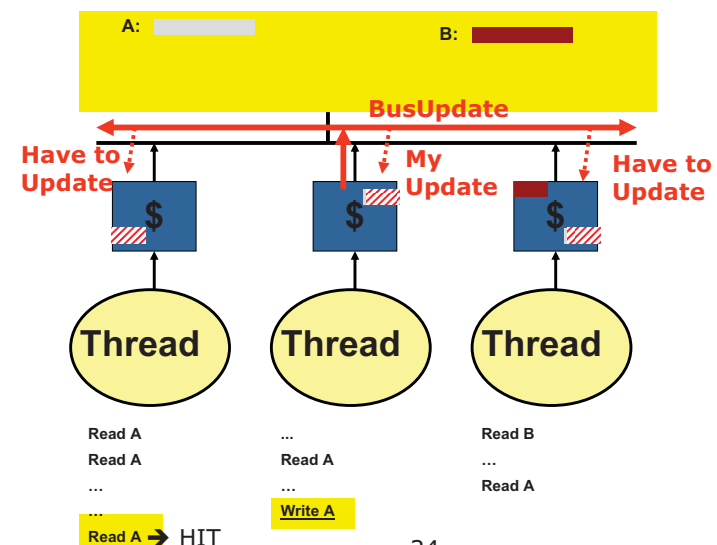 A:
B:
BusUpdate
Have to
Update
My
Update
Have to
Update
$
$
$
Thread
Thread
Thread
Read A
Read A
…
…
Read A ➔ HIT
...
Read A
…
Write A
Read B
…
Read A